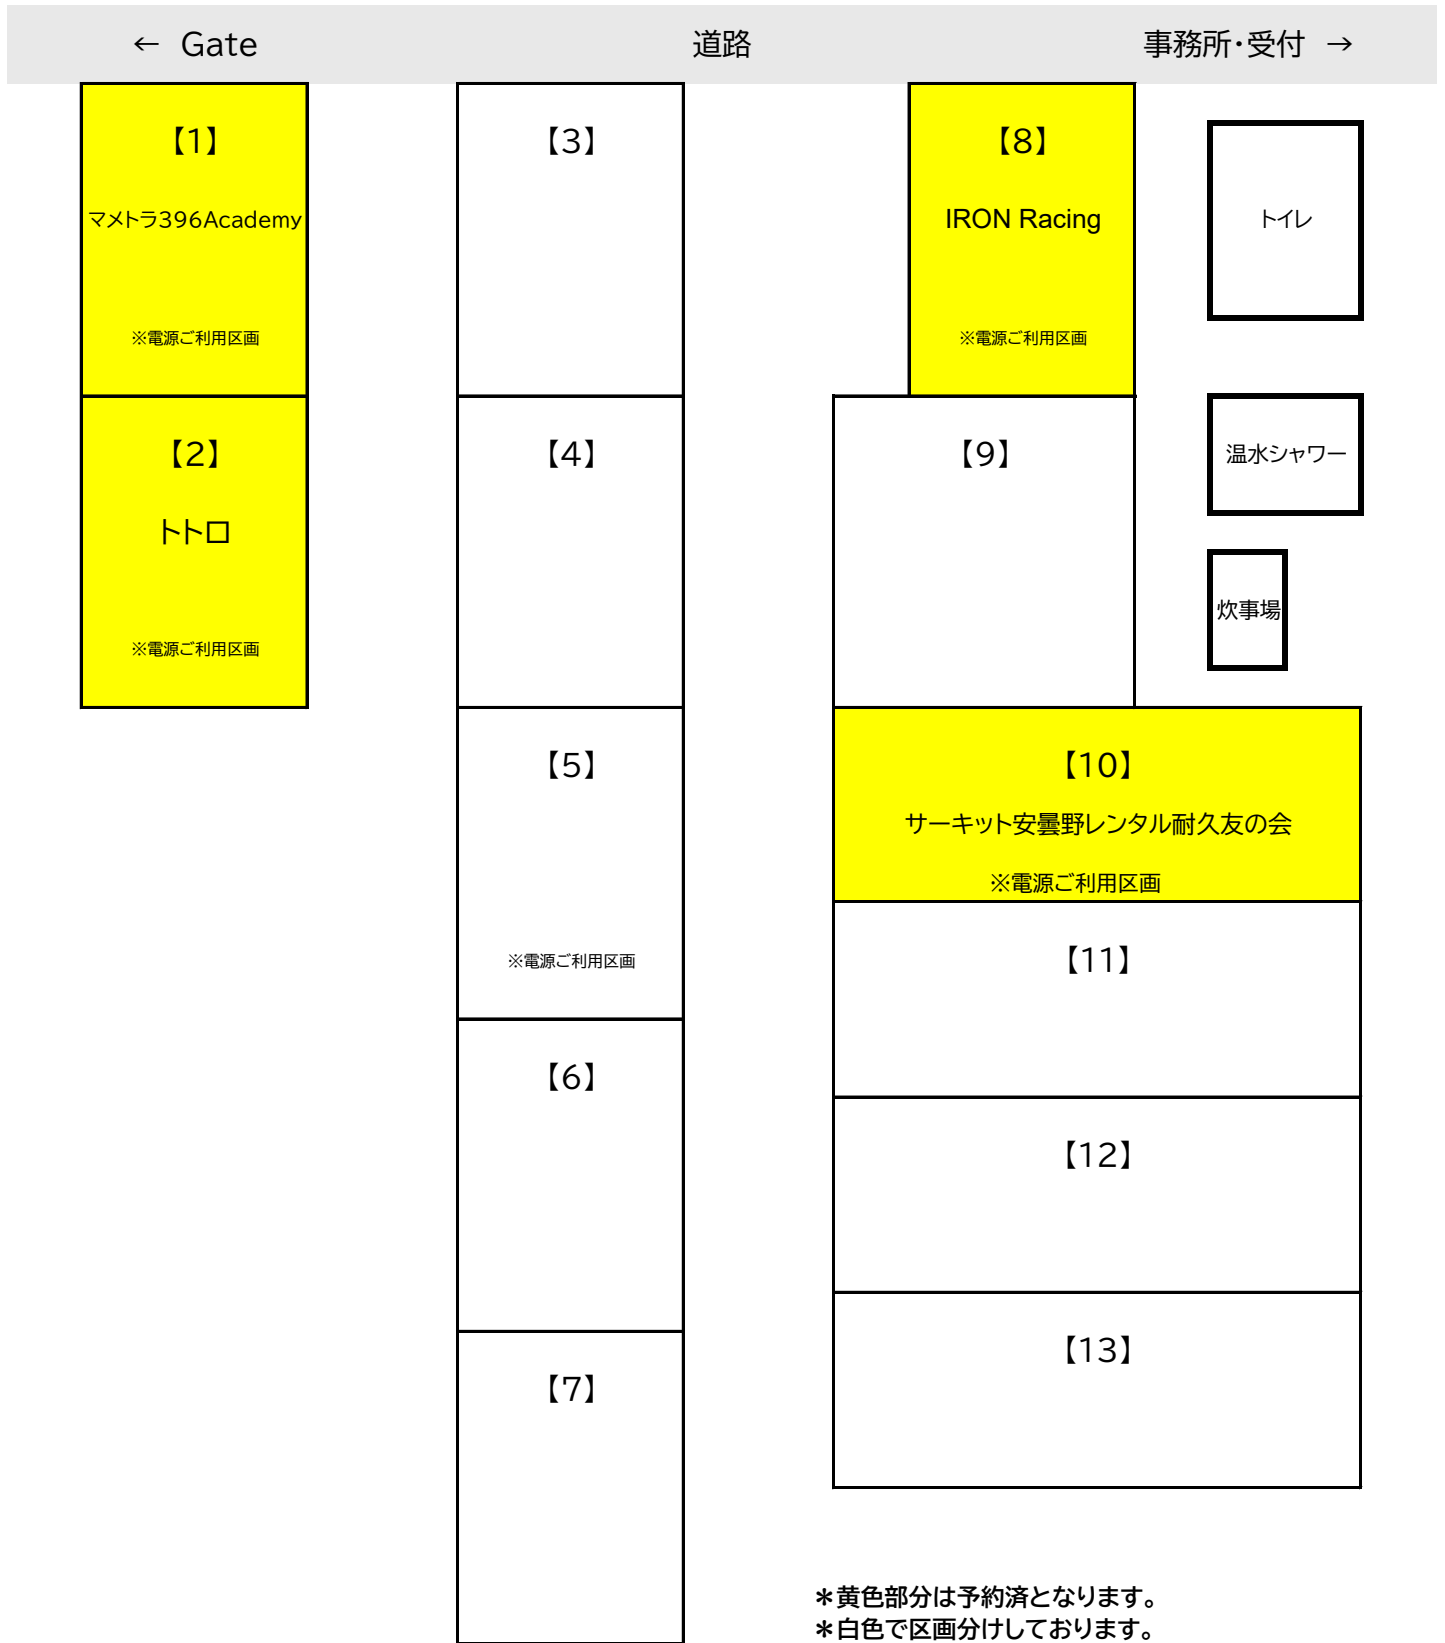 ← Gate 道路 事務所・受付 →
【1】
マメトラ396Academy
※電源ご利用区画
【2】
トトロ
※電源ご利用区画
【3】
【4】
【5】
※電源ご利用区画
【6】
【7】
【8】
IRON Racing
※電源ご利用区画
【9】
【10】
サーキット安曇野レンタル耐久友の会
※電源ご利用区画
【11】
【12】
【13】
トイレ
温水シャワー
炊事場
＊黄色部分は予約済となります。
＊白色で区画分けしております。